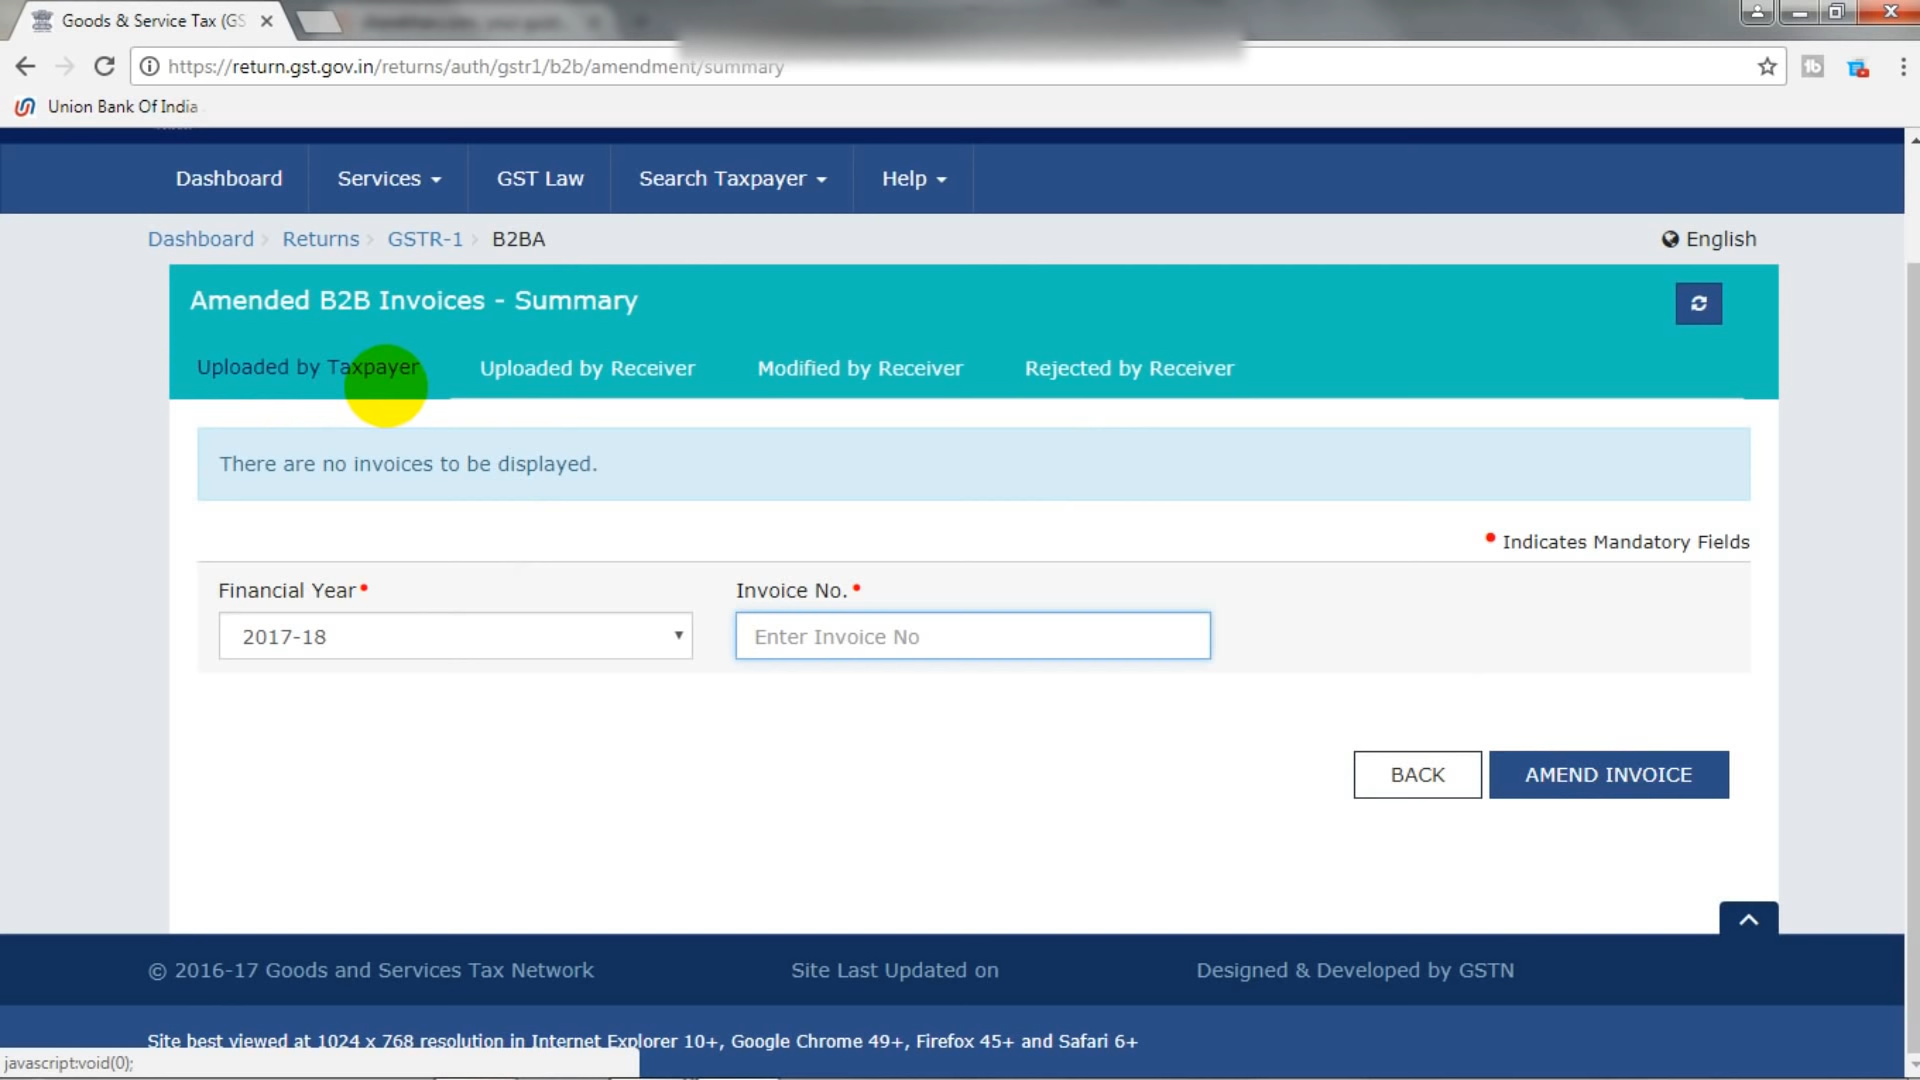 Goods & Service Tax (GS
https://return.gst.gov.in/returns/auth/gstr1/b2b/amendment/summary
Union Bank Of India
Dashboard Services GST Law Search Taxpayer Help
Dashboard Returns GSTR-1 B2BA English
Amended B2B Invoices - Summary
Uploaded by Taxpayer Uploaded by Receiver Modified by Receiver Rejected by Receiver
There are no invoices to be displayed.
• Indicates Mandatory Fields
Financial Year• Invoice No.•
2017-18 Enter Invoice No
BACK AMEND INVOICE
© 2016-17 Goods and Services Tax Network Site Last Updated on Designed & Developed by GSTN
Site best viewed at 1024 x 768 resolution in Internet Explorer 10+, Google Chrome 49+, Firefox 45+ and Safari 6+
javascript:void(0);